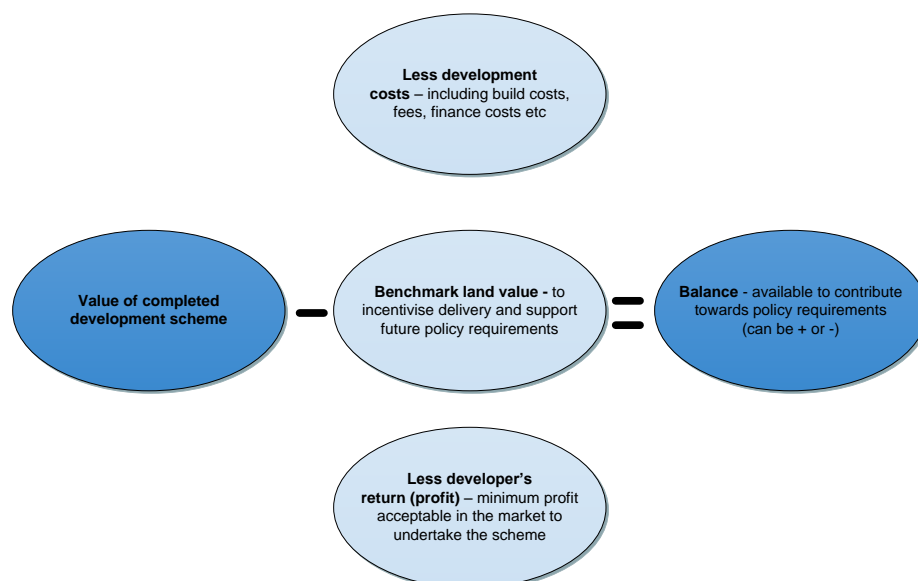 Less development
costs – including build costs,
fees, finance costs etc
Value of completed
development scheme
Benchmark land value - to
incentivise delivery and support
future policy requirements
Balance - available to contribute
towards policy requirements
(can be + or -)
Less developer's
return (profit) – minimum profit
acceptable in the market to
undertake the scheme